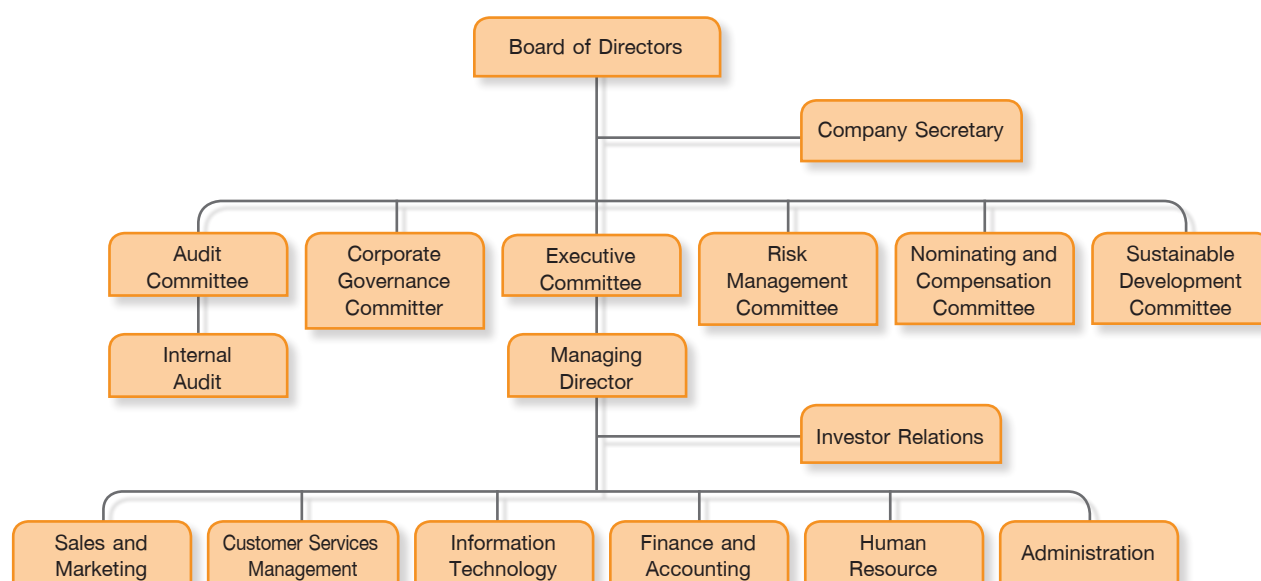 Board of Directors
Company Secretary
Audit
Committee
Corporate
Governance
Committer
Executive
Committee
Risk
Management
Committee
Nominating and
Compensation
Committee
Sustainable
Development
Committee
Internal
Audit
Managing
Director
Investor Relations
Sales and
Marketing
Customer Services
Management
Information
Technology
Finance and
Accounting
Human
Resource
Administration